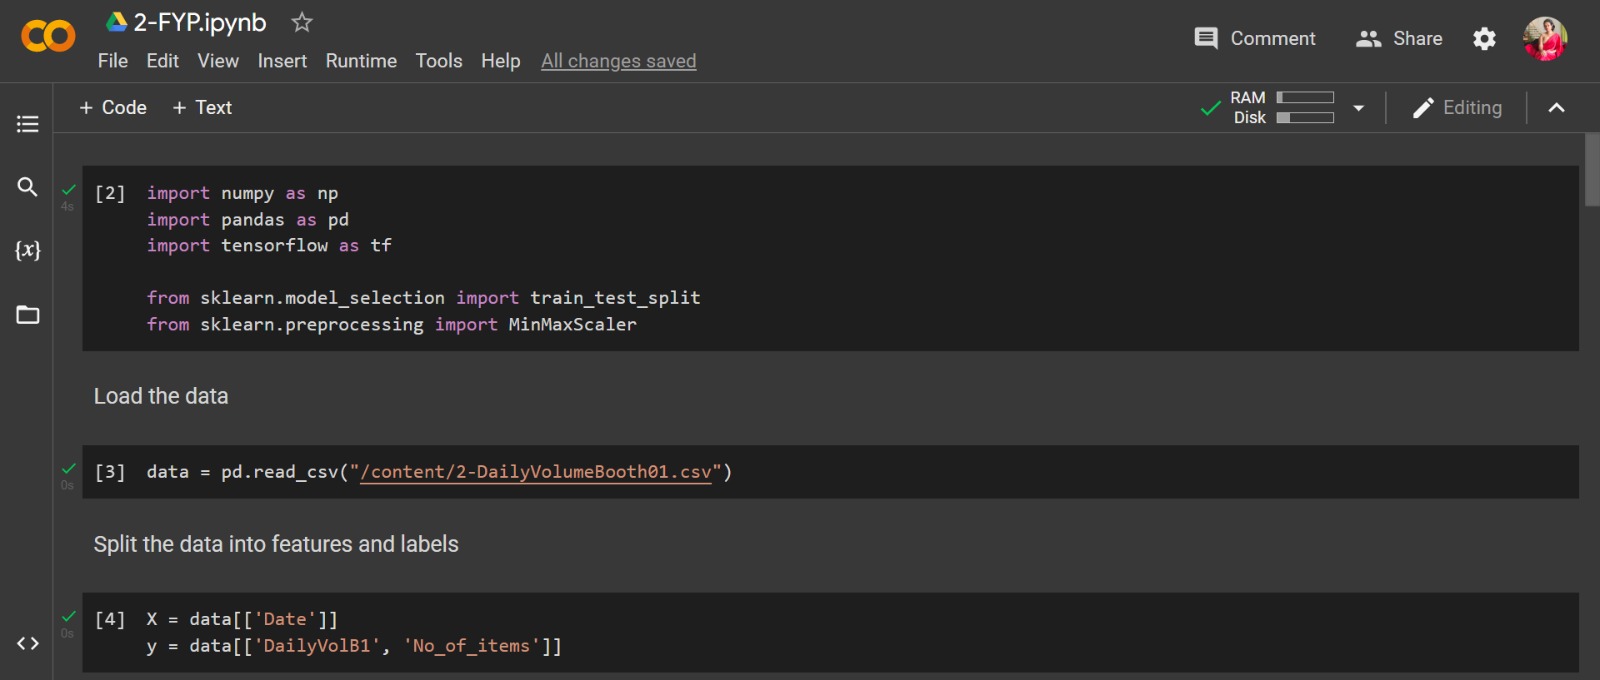 2-FYP.ipynb
File Edit View Insert Runtime Tools Help All changes saved
Comment Share
+ Code + Text
RAM
Disk
Editing
[2] import numpy as np
4s
import pandas as pd
import tensorflow as tf
from sklearn.model_selection import train_test_split
from sklearn.preprocessing import MinMaxScaler
{x}
Load the data
[3] data = pd.read_csv("/content/2-DailyVolumeBooth01.csv")
0s
Split the data into features and labels
[4] X = data[['Date']]
0s
y = data[['DailyVolB1', 'No_of_items']]
<>